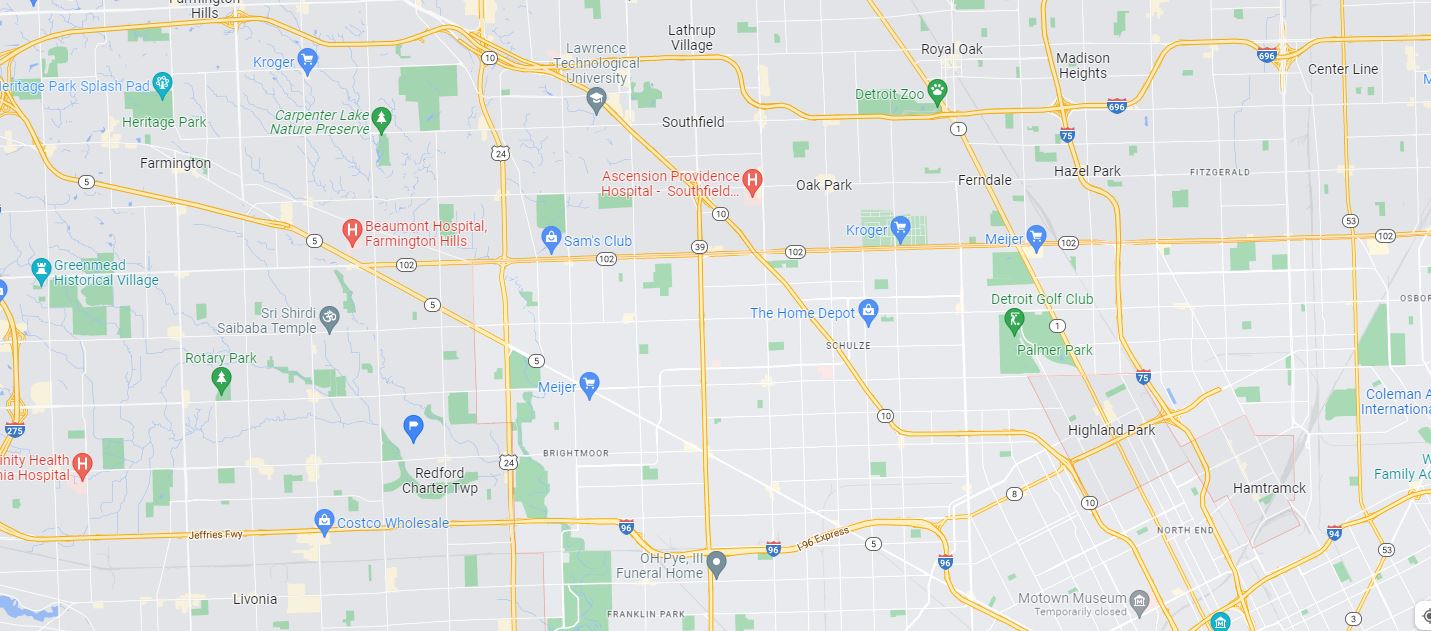 Farmington
Hills
Lathrup
Village
Royal Oak
Madison
Heights
696
Center Line
Kroger
10
Lawrence
Technological
University
Heritage Park Splash Pad
Detroit Zoo
696
Carpenter Lake
Nature Preserve
Heritage Park
Southfield
1
75
24
Farmington
Hazel Park
FITZGERALD
5
Ascension Providence
Hospital - Southfield...
Oak Park
Ferndale
10
53
Beaumont Hospital,
Farmington Hills
5
Sam's Club
39
Kroger
Meijer
102
102
102
102
102
Greenmead
Historical Village
5
Sri Shirdi
Saibaba Temple
The Home Depot
Detroit Golf Club
1
SCHULZE
Palmer Park
Rotary Park
5
Meijer
75
Coleman A
Internationa
10
275
Highland Park
BRIGHTMOOR
24
inity Health
nia Hospital
Redford
Charter Twp
W
Family Ac
8
10
Hamtramck
Costco Wholesale
96
Jeffries Fwy
I-96 Express
NORTH END
94
96
5
53
OH Pye, III
Funeral Home
96
Livonia
FRANKLIN PARK
Motown Museum
Temporarily closed
3